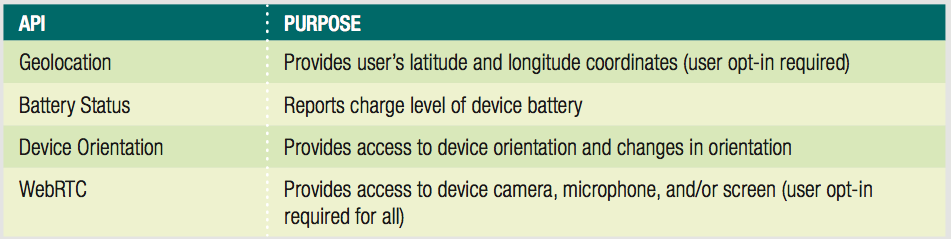 API PURPOSE
Geolocation Provides user's latitude and longitude coordinates (user opt-in required)
Battery Status Reports charge level of device battery
Device Orientation Provides access to device orientation and changes in orientation
WebRTC Provides access to device camera, microphone, and/or screen (user opt-in
required for all)